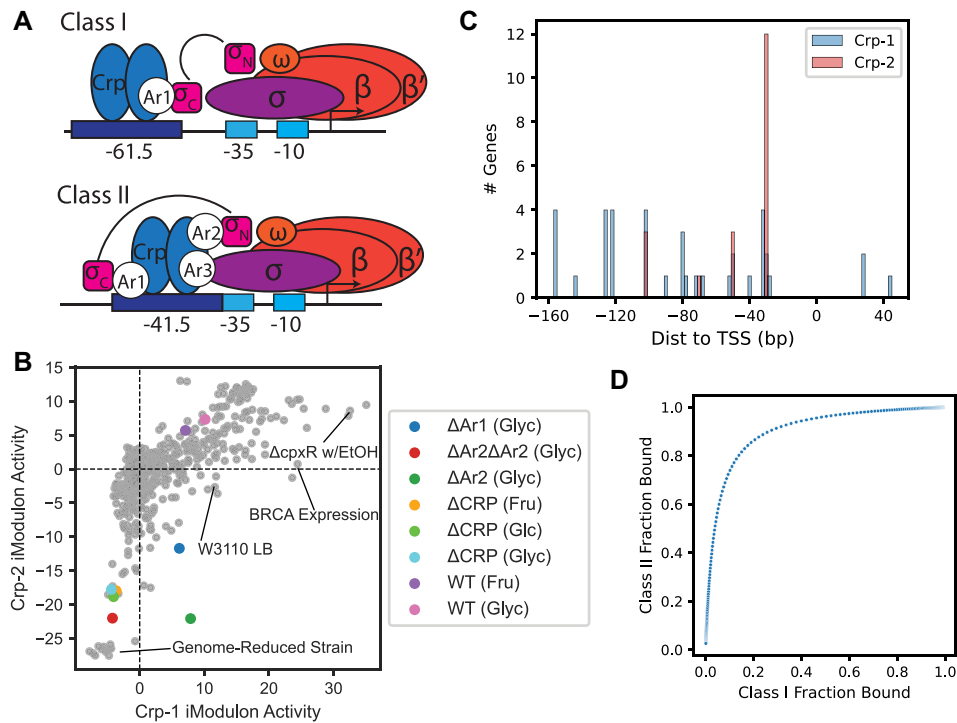 A
Class I
Crp
Ar1
σC
σN
ω
σ
β
β′
-61.5
-35
-10
Class II
σC
Ar1
Crp
Ar2
Ar3
σN
ω
σ
β
β′
-41.5
-35
-10
B
Crp-2 iModulon Activity
15
10
5
0
−5
−10
−15
−20
−25
ΔcpxR w/EtOH
BRCA Expression
W3110 LB
Genome-Reduced Strain
0
10
20
30
Crp-1 iModulon Activity
ΔAr1 (Glyc)
ΔAr2ΔAr2 (Glyc)
ΔAr2 (Glyc)
ΔCRP (Fru)
ΔCRP (Glc)
ΔCRP (Glyc)
WT (Fru)
WT (Glyc)
C
# Genes
12
10
8
6
4
2
0
Crp-1
Crp-2
−160
−120
−80
−40
0
40
Dist to TSS (bp)
D
Class II Fraction Bound
1.0
0.8
0.6
0.4
0.2
0.0
0.0
0.2
0.4
0.6
0.8
1.0
Class I Fraction Bound